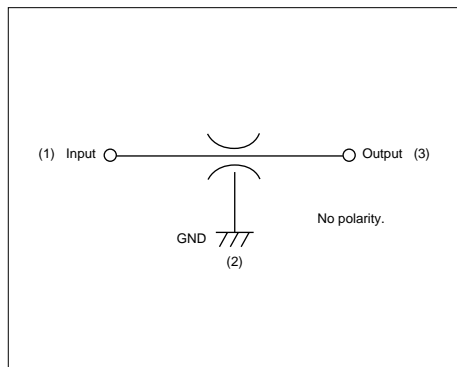 (1) Input Output (3)
No polarity.
GND
(2)